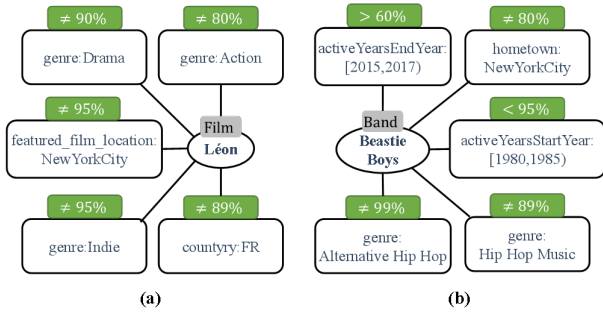 ≠ 90%
genre:Drama
≠ 80%
genre:Action
≠ 95%
featured_film_location:
NewYorkCity
Film
Léon
≠ 95%
genre:Indie
≠ 89%
countyry:FR
(a)
> 60%
activeYearsEndYear:
[2015,2017)
≠ 80%
hometown:
NewYorkCity
Band
Beastie
Boys
< 95%
activeYearsStartYear:
[1980,1985)
≠ 99%
genre:
Alternative Hip Hop
≠ 89%
genre:
Hip Hop Music
(b)